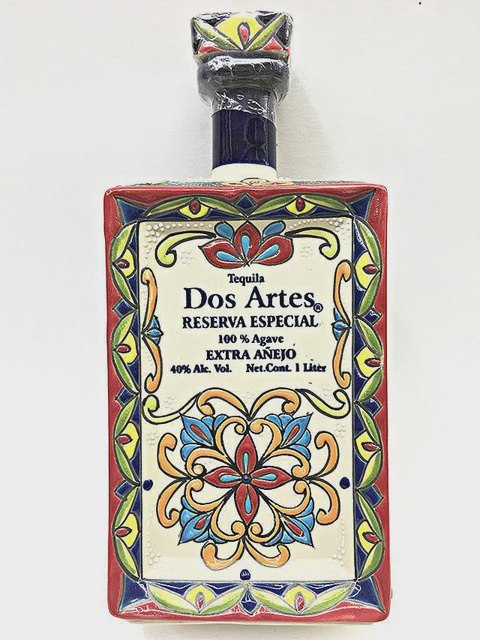 Tequila
Dos Artes®
RESERVA ESPECIAL
100 % Agave
EXTRA AÑEJO
40% Alc. Vol. Net.Cont. 1 Liter